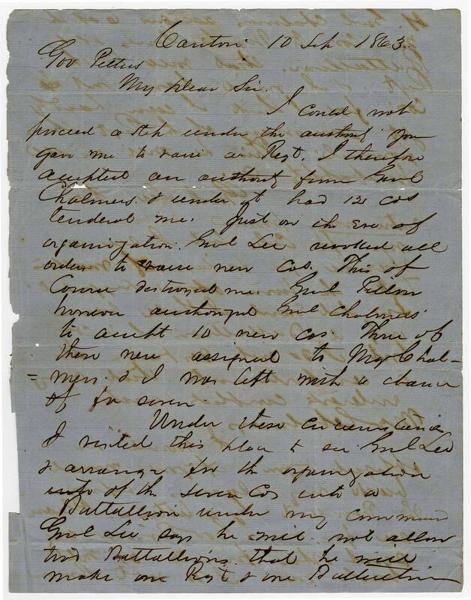 Canton 10 Sep 1863.
Gov Pettus
My Dear Sir.
I could not
proceed a step under the authority you
gave me to raise a Regt. I therefore
accepted an authority from Genl
Chalmers & under it had 12 cos
tendered me. Just on the Eve of
organization Genl Lee revoked all
orders to raise new Cos. This of
course destroyed me. Genl
however authorized Genl Chalmers
to accept 10 new cos. Three of
these were assigned to Maj Chal-
=mers & I was left with a chance
for seven
Under these circumstances
I visited this place to see Genl Lee
& arrange for the organization
of the seven Cos into a
Battallion under my command
Genl Lee says he will not allow
two Battallions that he will
make one Regt & one Battallion